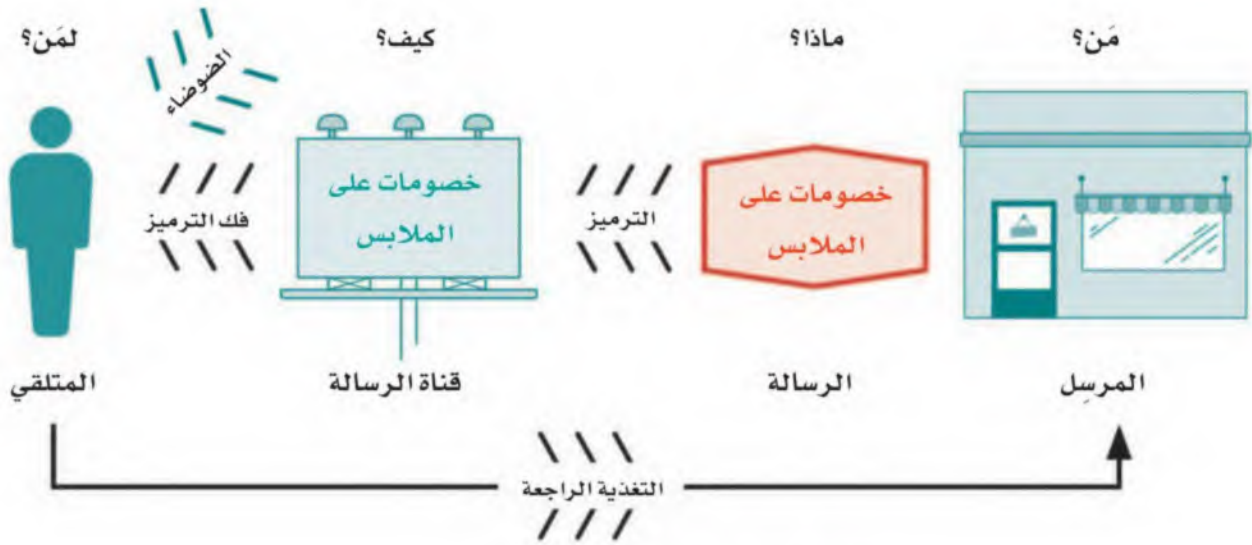 مَن؟
ماذا؟
كيف؟
الضوضاء
لمَن؟
خصومات على
الملابس
الترميز
خصومات على
الملابس
فك الترميز
المرسِل
الرسالة
قناة الرسالة
المتلقي
التغذية الراجعة